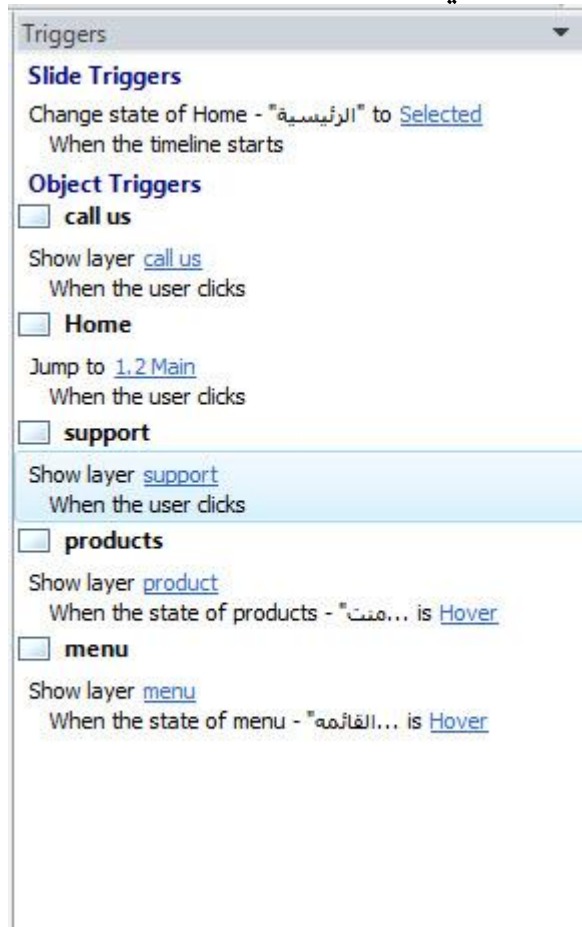 Triggers
Slide Triggers
Change state of Home - "الرئيسية" to Selected
When the timeline starts
Object Triggers
call us
Show layer call us
When the user clicks
Home
Jump to 1.2 Main
When the user clicks
support
Show layer support
When the user clicks
products
Show layer product
When the state of products - "منت... is Hover
menu
Show layer menu
When the state of menu - "القائمه... is Hover